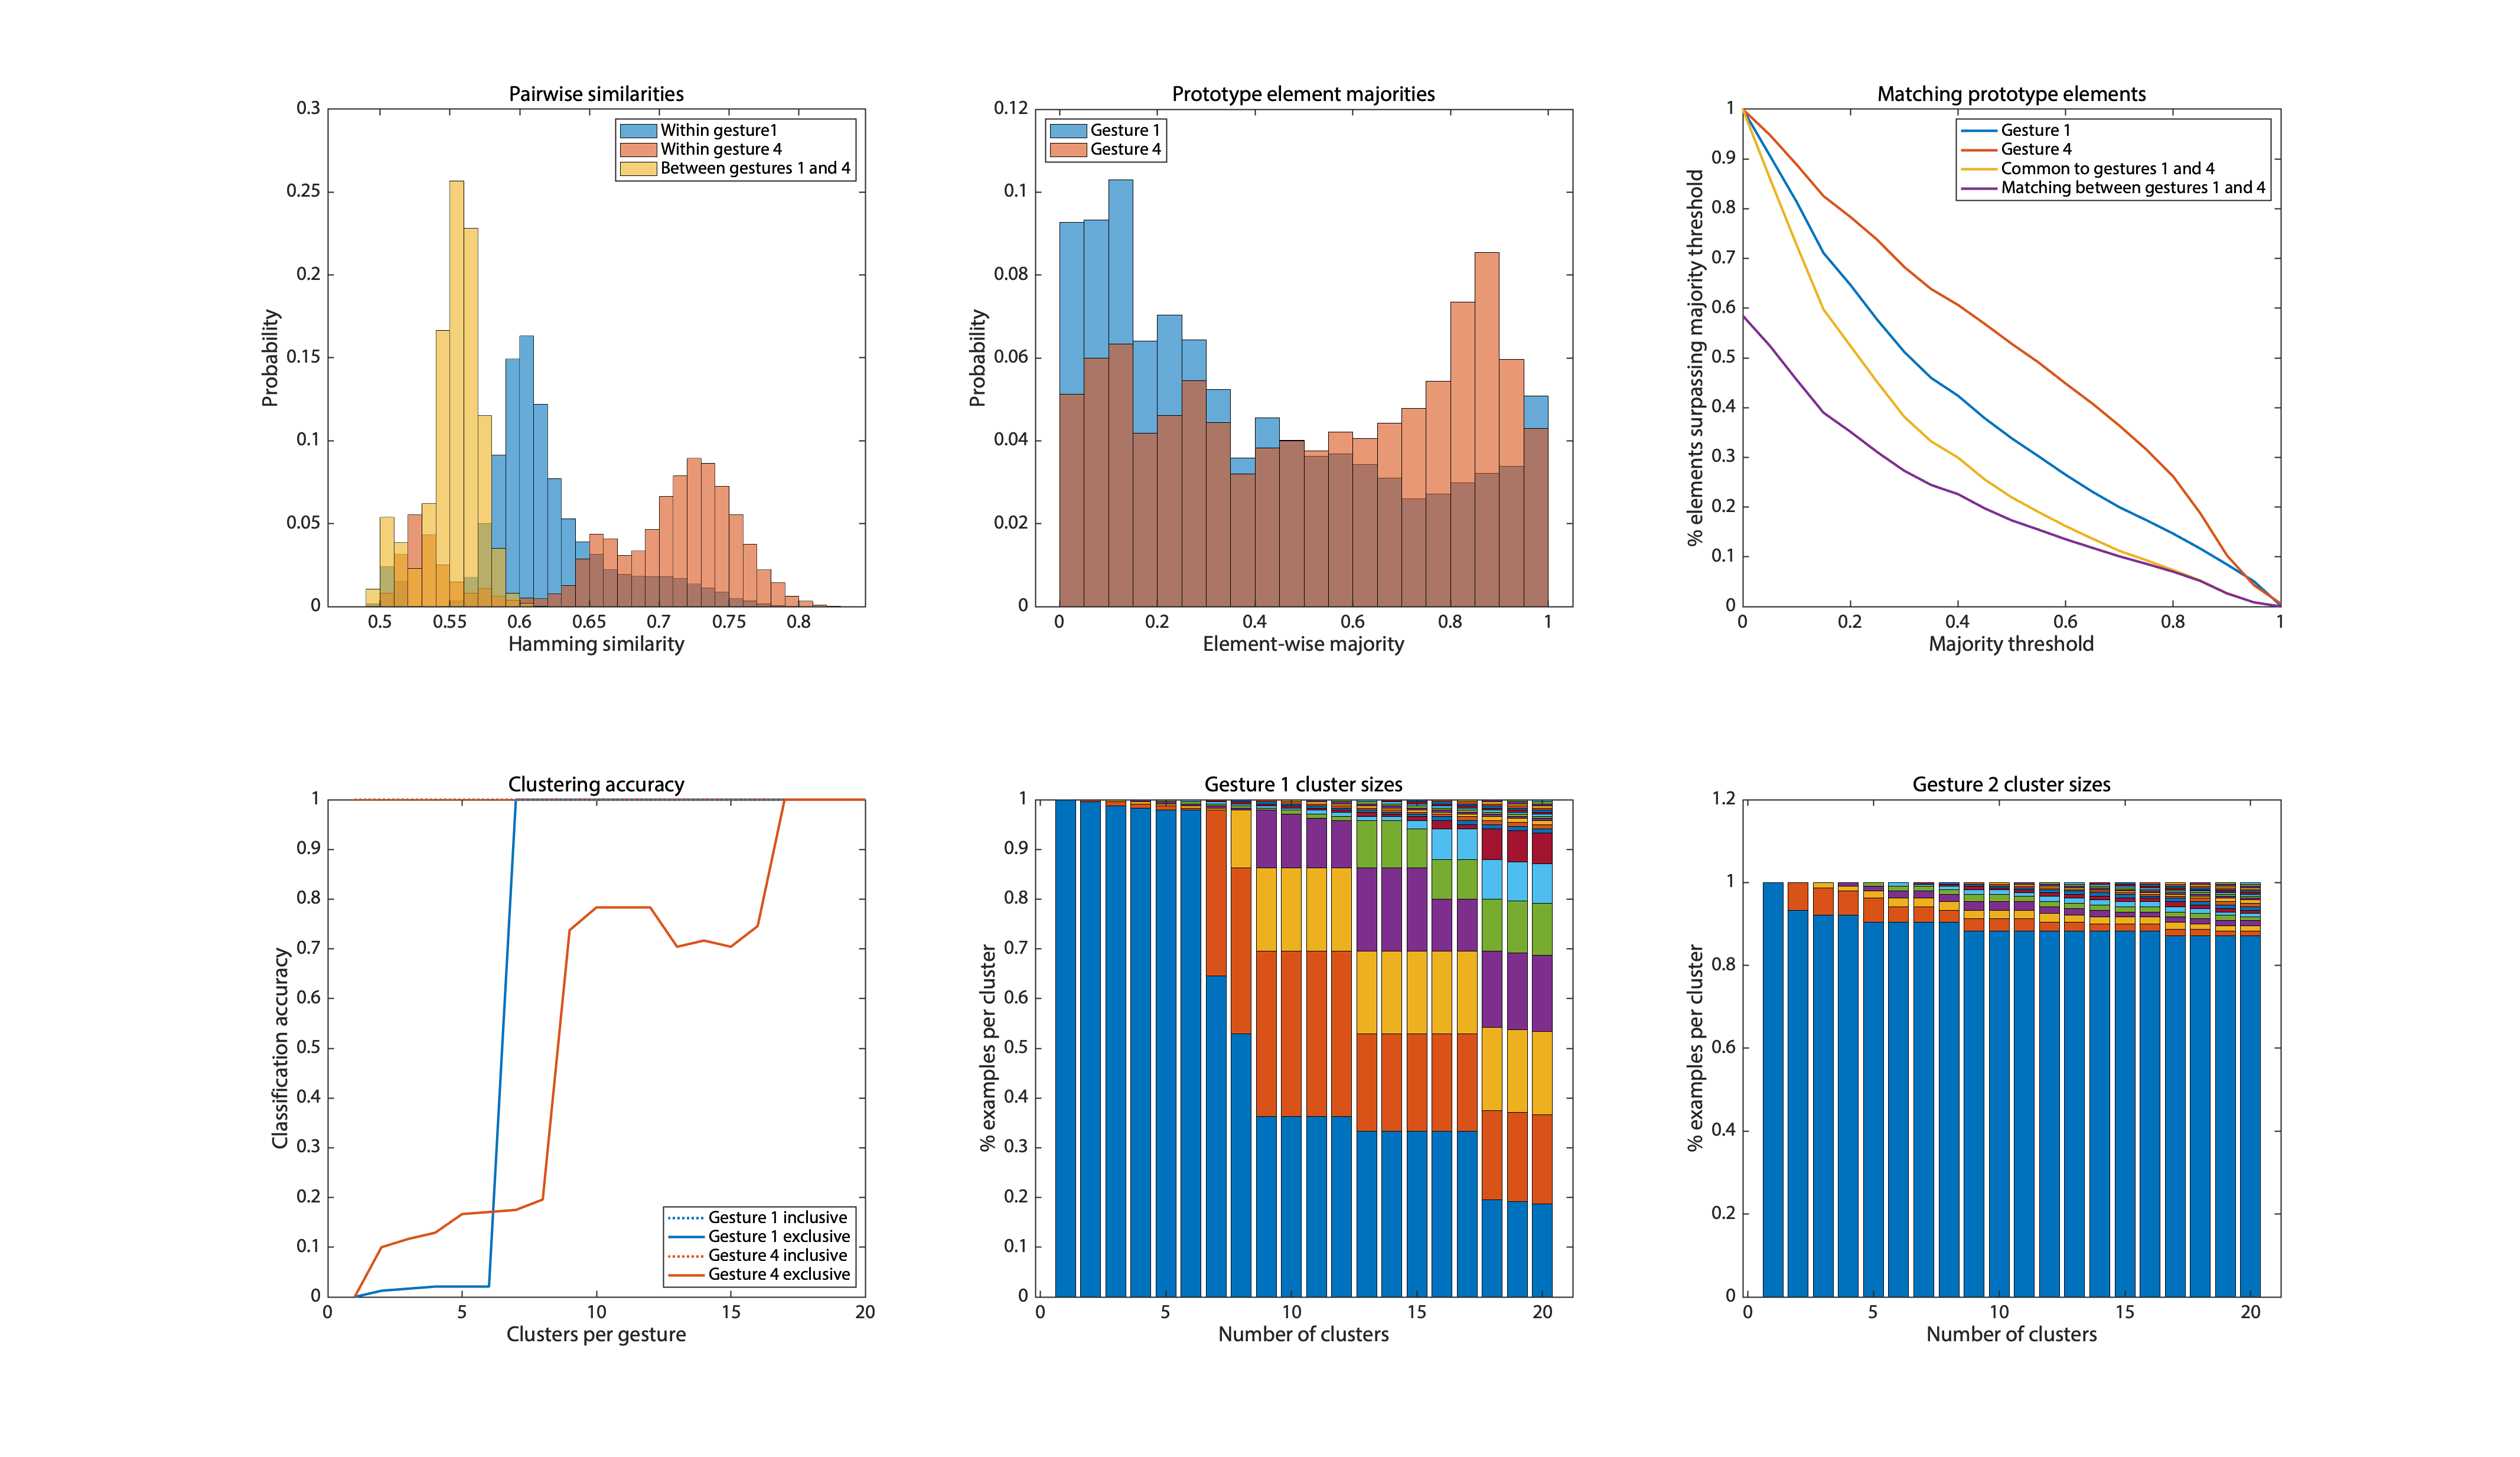 Pairwise similarities
0.3
0.25
0.2
0.15
0.1
0.05
0
Probability
Within gesture1
Within gesture 4
Between gestures 1 and 4
0.5 0.55 0.6 0.65 0.7 0.75 0.8
Hamming similarity
Prototype element majorities
0.12
0.1
0.08
0.06
0.04
0.02
0
Probability
Gesture 1
Gesture 4
0 0.2 0.4 0.6 0.8 1
Element-wise majority
Matching prototype elements
1
0.9
0.8
0.7
0.6
0.5
0.4
0.3
0.2
0.1
0
% elements surpassing majority threshold
Gesture 1
Gesture 4
Common to gestures 1 and 4
Matching between gestures 1 and 4
0 0.2 0.4 0.6 0.8 1
Majority threshold
Clustering accuracy
1
0.9
0.8
0.7
0.6
0.5
0.4
0.3
0.2
0.1
0
Classification accuracy
Gesture 1 inclusive
Gesture 1 exclusive
Gesture 4 inclusive
Gesture 4 exclusive
0 5 10 15 20
Clusters per gesture
Gesture 1 cluster sizes
1
0.9
0.8
0.7
0.6
0.5
0.4
0.3
0.2
0.1
0
% examples per cluster
0 5 10 15 20
Number of clusters
Gesture 2 cluster sizes
1.2
1
0.8
0.6
0.4
0.2
0
% examples per cluster
0 5 10 15 20
Number of clusters